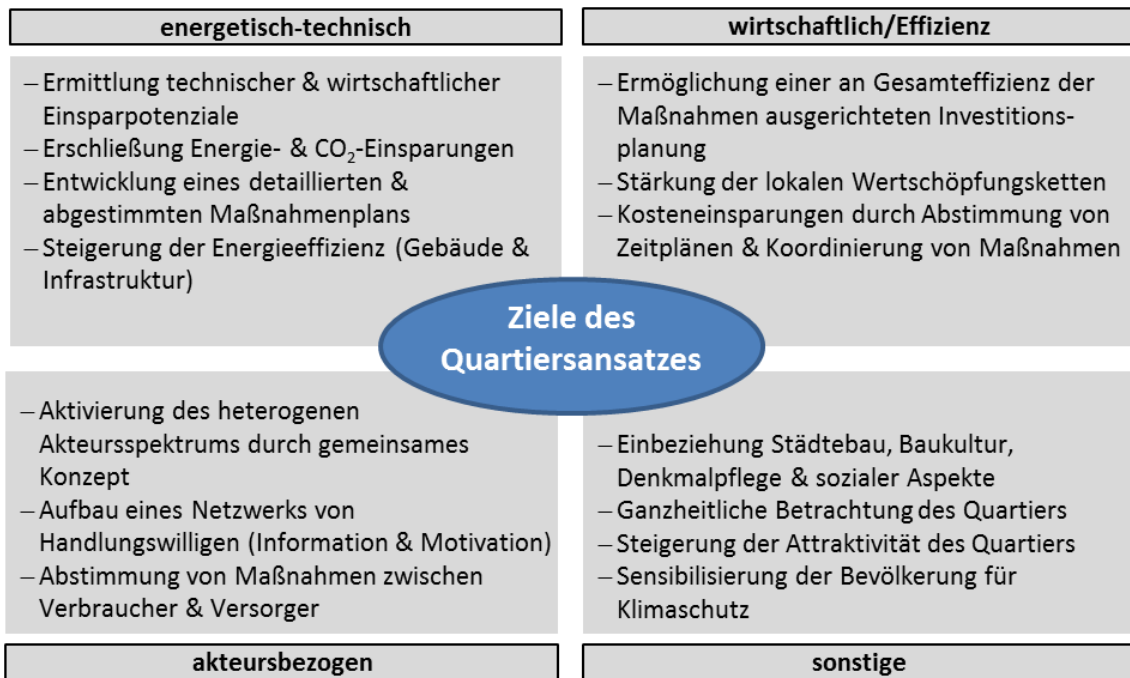 energetisch-technisch
– Ermittlung technischer & wirtschaftlicher
Einsparpotenziale
– Erschließung Energie- & CO₂-Einsparungen
– Entwicklung eines detaillierten &
abgestimmten Maßnahmenplans
– Steigerung der Energieeffizienz (Gebäude &
Infrastruktur)
wirtschaftlich/Effizienz
– Ermöglichung einer an Gesamteffizienz der
Maßnahmen ausgerichteten Investitions-
planung
– Stärkung der lokalen Wertschöpfungsketten
– Kosteneinsparungen durch Abstimmung von
Zeitplänen & Koordinierung von Maßnahmen
Ziele des
Quartiersansatzes
– Aktivierung des heterogenen
Akteursspektrums durch gemeinsames
Konzept
– Aufbau eines Netzwerks von
Handlungswilligen (Information & Motivation)
– Abstimmung von Maßnahmen zwischen
Verbraucher & Versorger
akteursbezogen
– Einbeziehung Städtebau, Baukultur,
Denkmalpflege & sozialer Aspekte
– Ganzheitliche Betrachtung des Quartiers
– Steigerung der Attraktivität des Quartiers
– Sensibilisierung der Bevölkerung für
Klimaschutz
sonstige